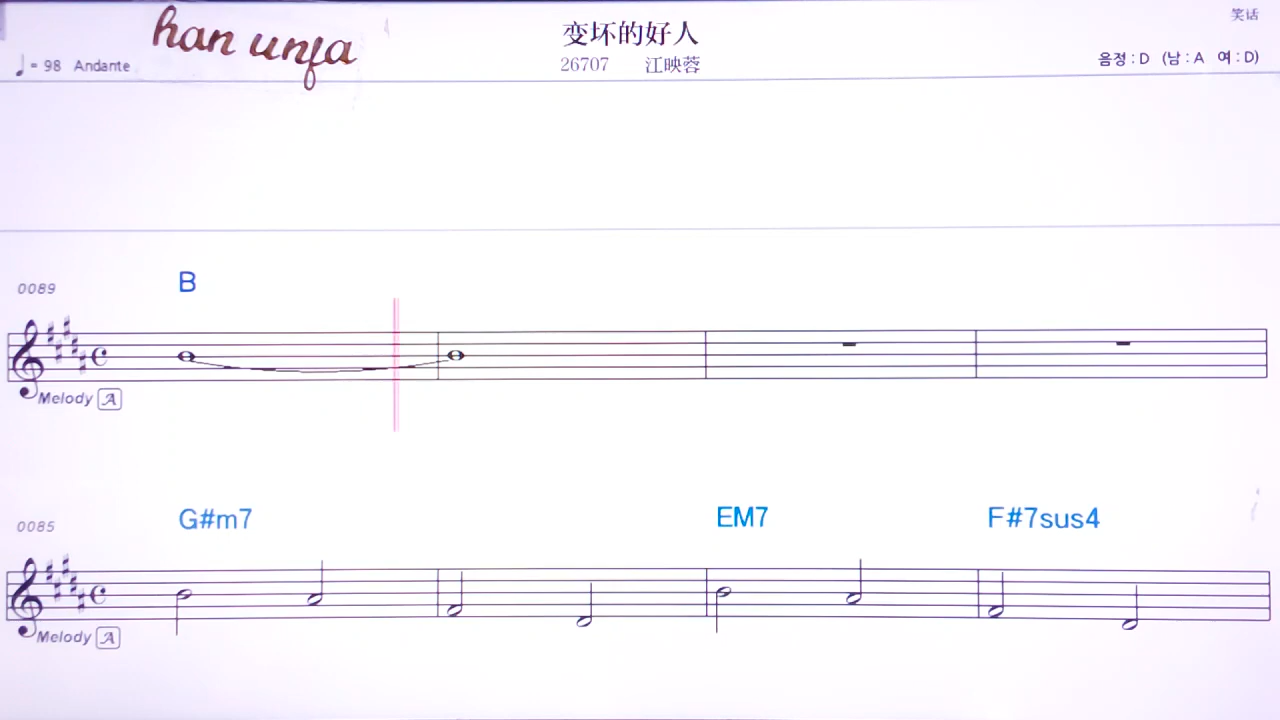 han unfa
变坏的好人
笑话
♩= 98 Andante
26707 江映蓉
음정 : D (남 : A 여 : D)
0089
B
Melody A
0085
G#m7 EM7 F#7sus4
Melody A